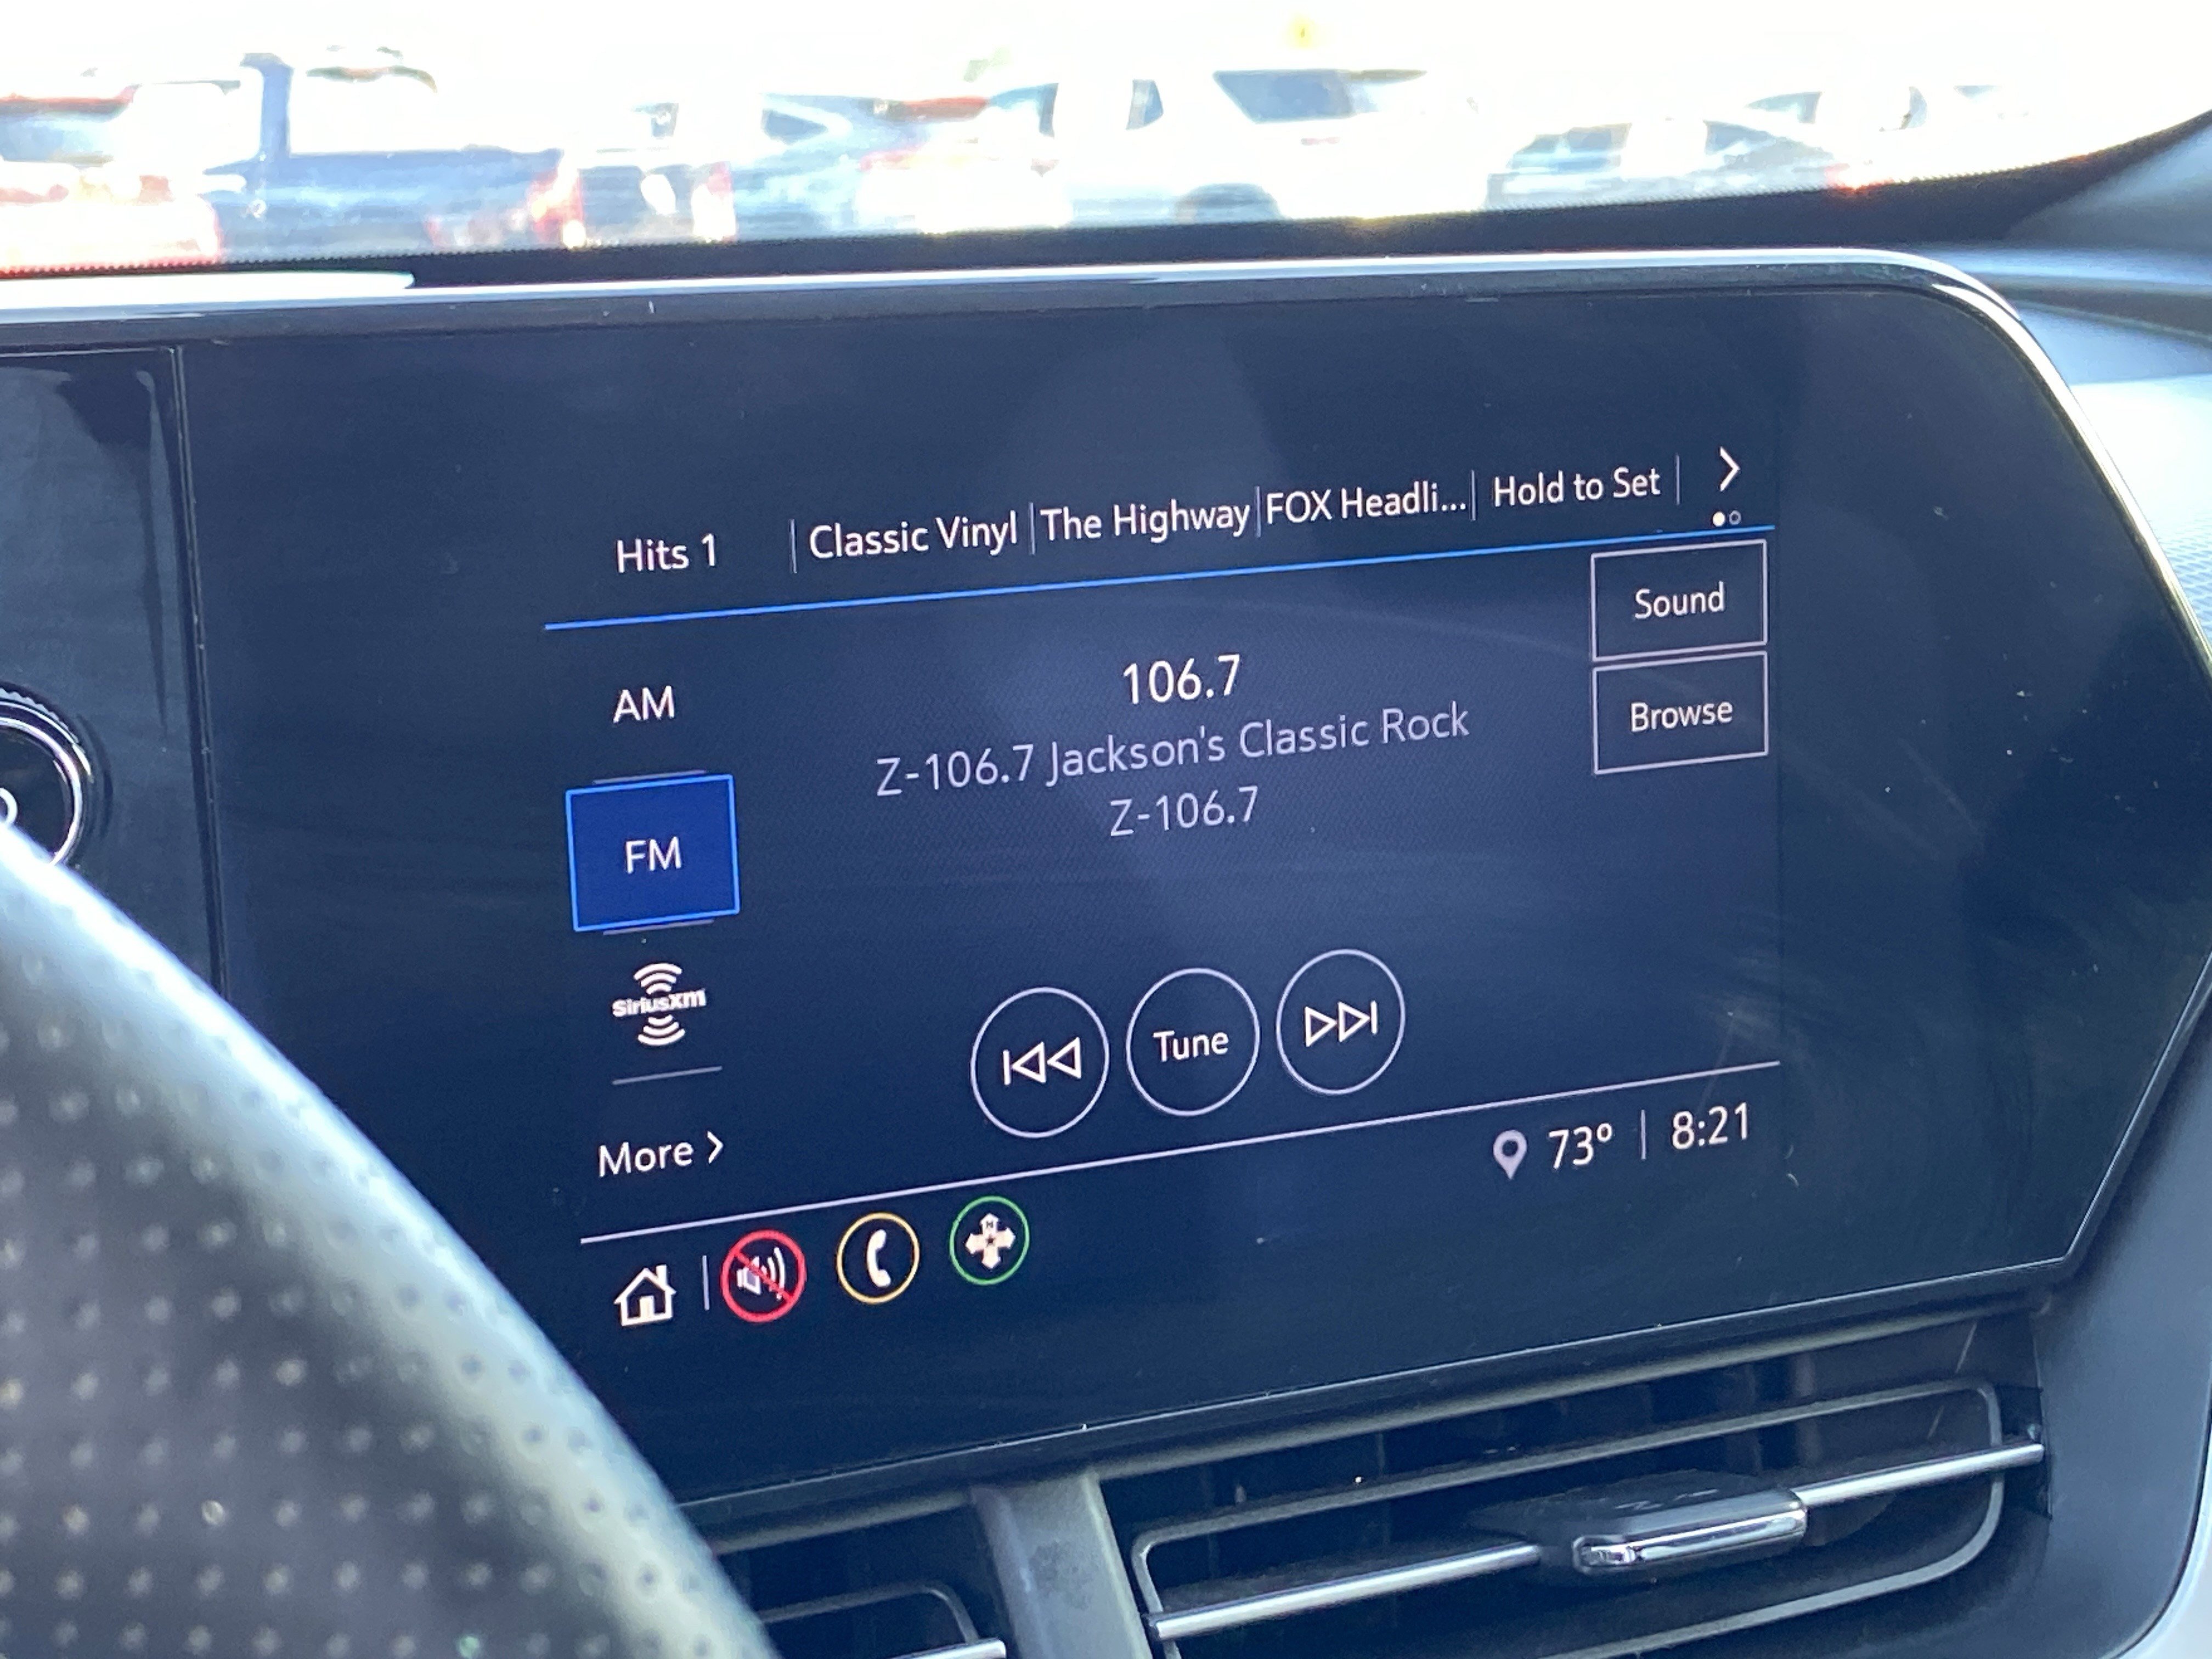 Hits 1 Classic Vinyl The Highway FOX Headli... Hold to Set
Sound
AM
106.7
Browse
Z-106.7 Jackson's Classic Rock
Z-106.7
FM
SiriusXm
Tune
More
73° 8:21
N